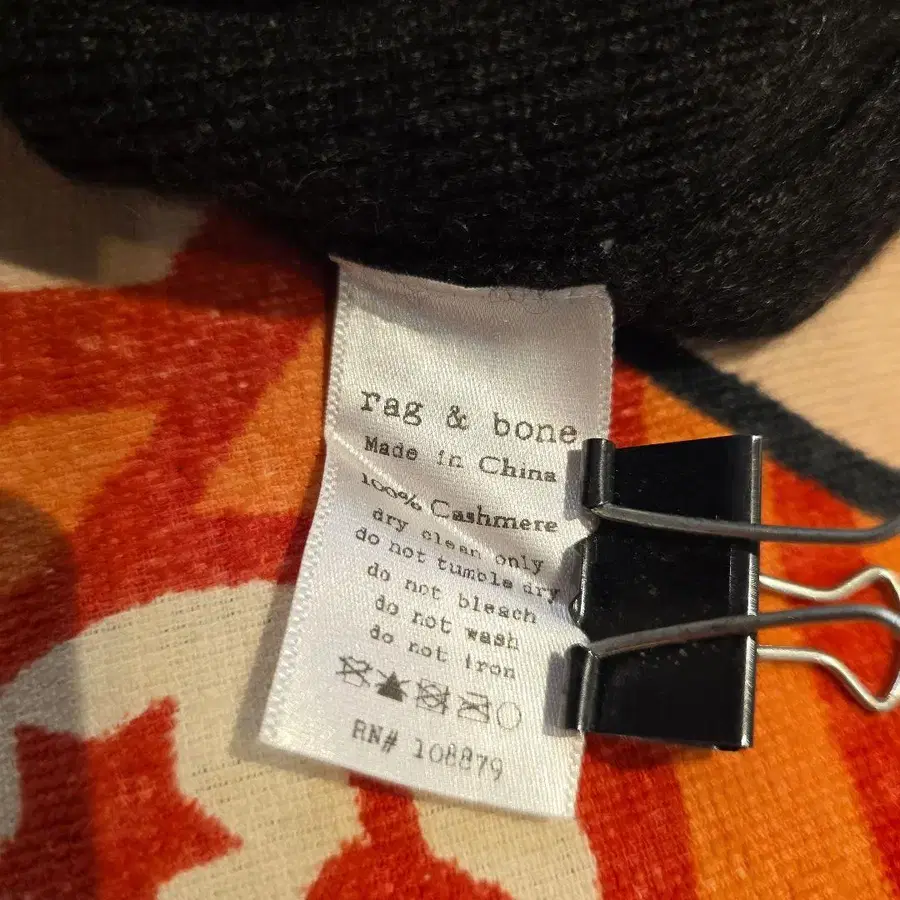 rag & bone
Made in China
100% Cashmere
dry clean only
do not tumble dry
do not bleach
do not wash
do not iron
RN# 108879